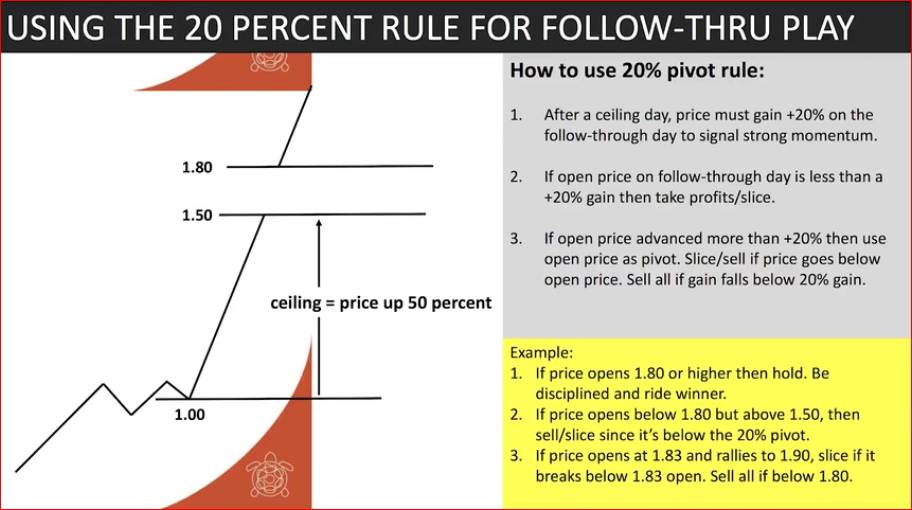 USING THE 20 PERCENT RULE FOR FOLLOW-THRU PLAY
1.80
1.50
ceiling = price up 50 percent
1.00
How to use 20% pivot rule:
1. After a ceiling day, price must gain +20% on the
follow-through day to signal strong momentum.
2. If open price on follow-through day is less than a
+20% gain then take profits/slice.
3. If open price advanced more than +20% then use
open price as pivot. Slice/sell if price goes below
open price. Sell all if gain falls below 20% gain.
Example:
1. If price opens 1.80 or higher then hold. Be
disciplined and ride winner.
2. If price opens below 1.80 but above 1.50, then
sell/slice since it’s below the 20% pivot.
3. If price opens at 1.83 and rallies to 1.90, slice if it
breaks below 1.83 open. Sell all if below 1.80.